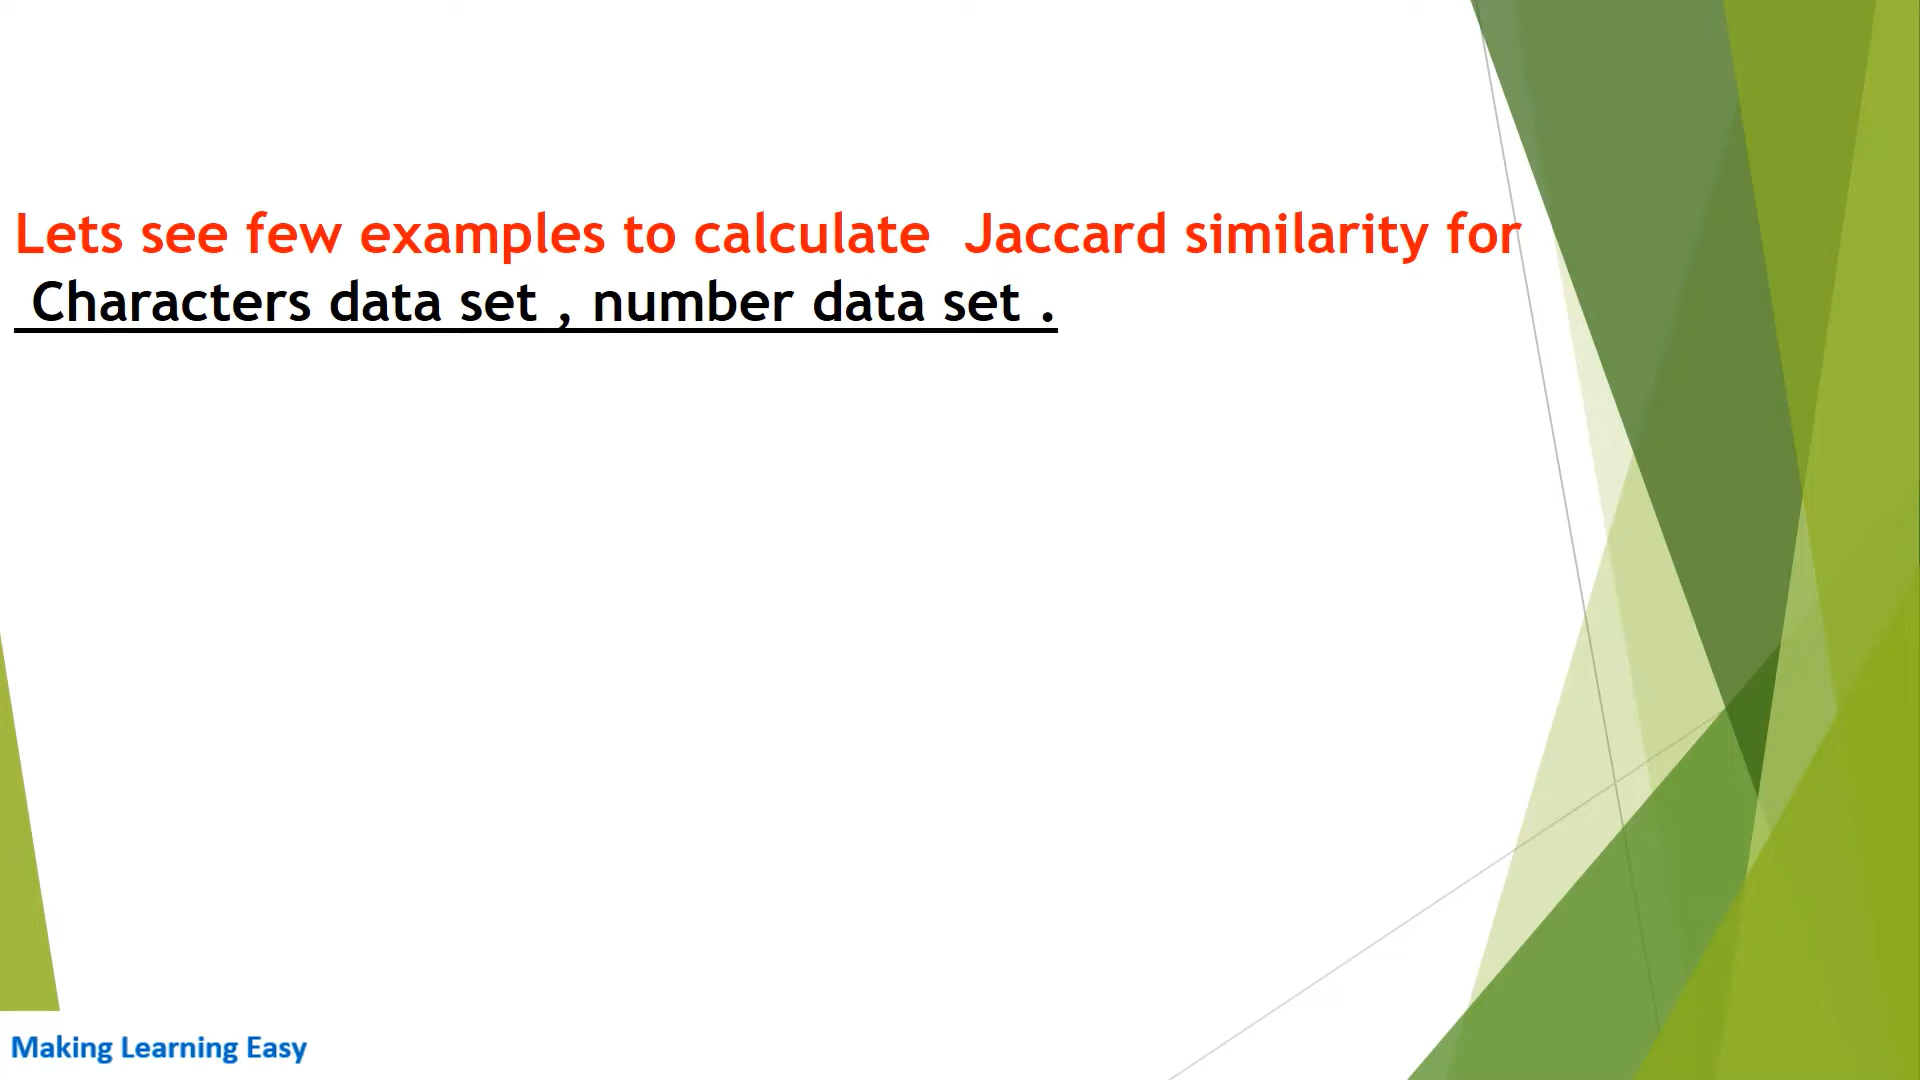 Lets see few examples to calculate  Jaccard similarity for
Characters data set , number data set .
Making Learning Easy